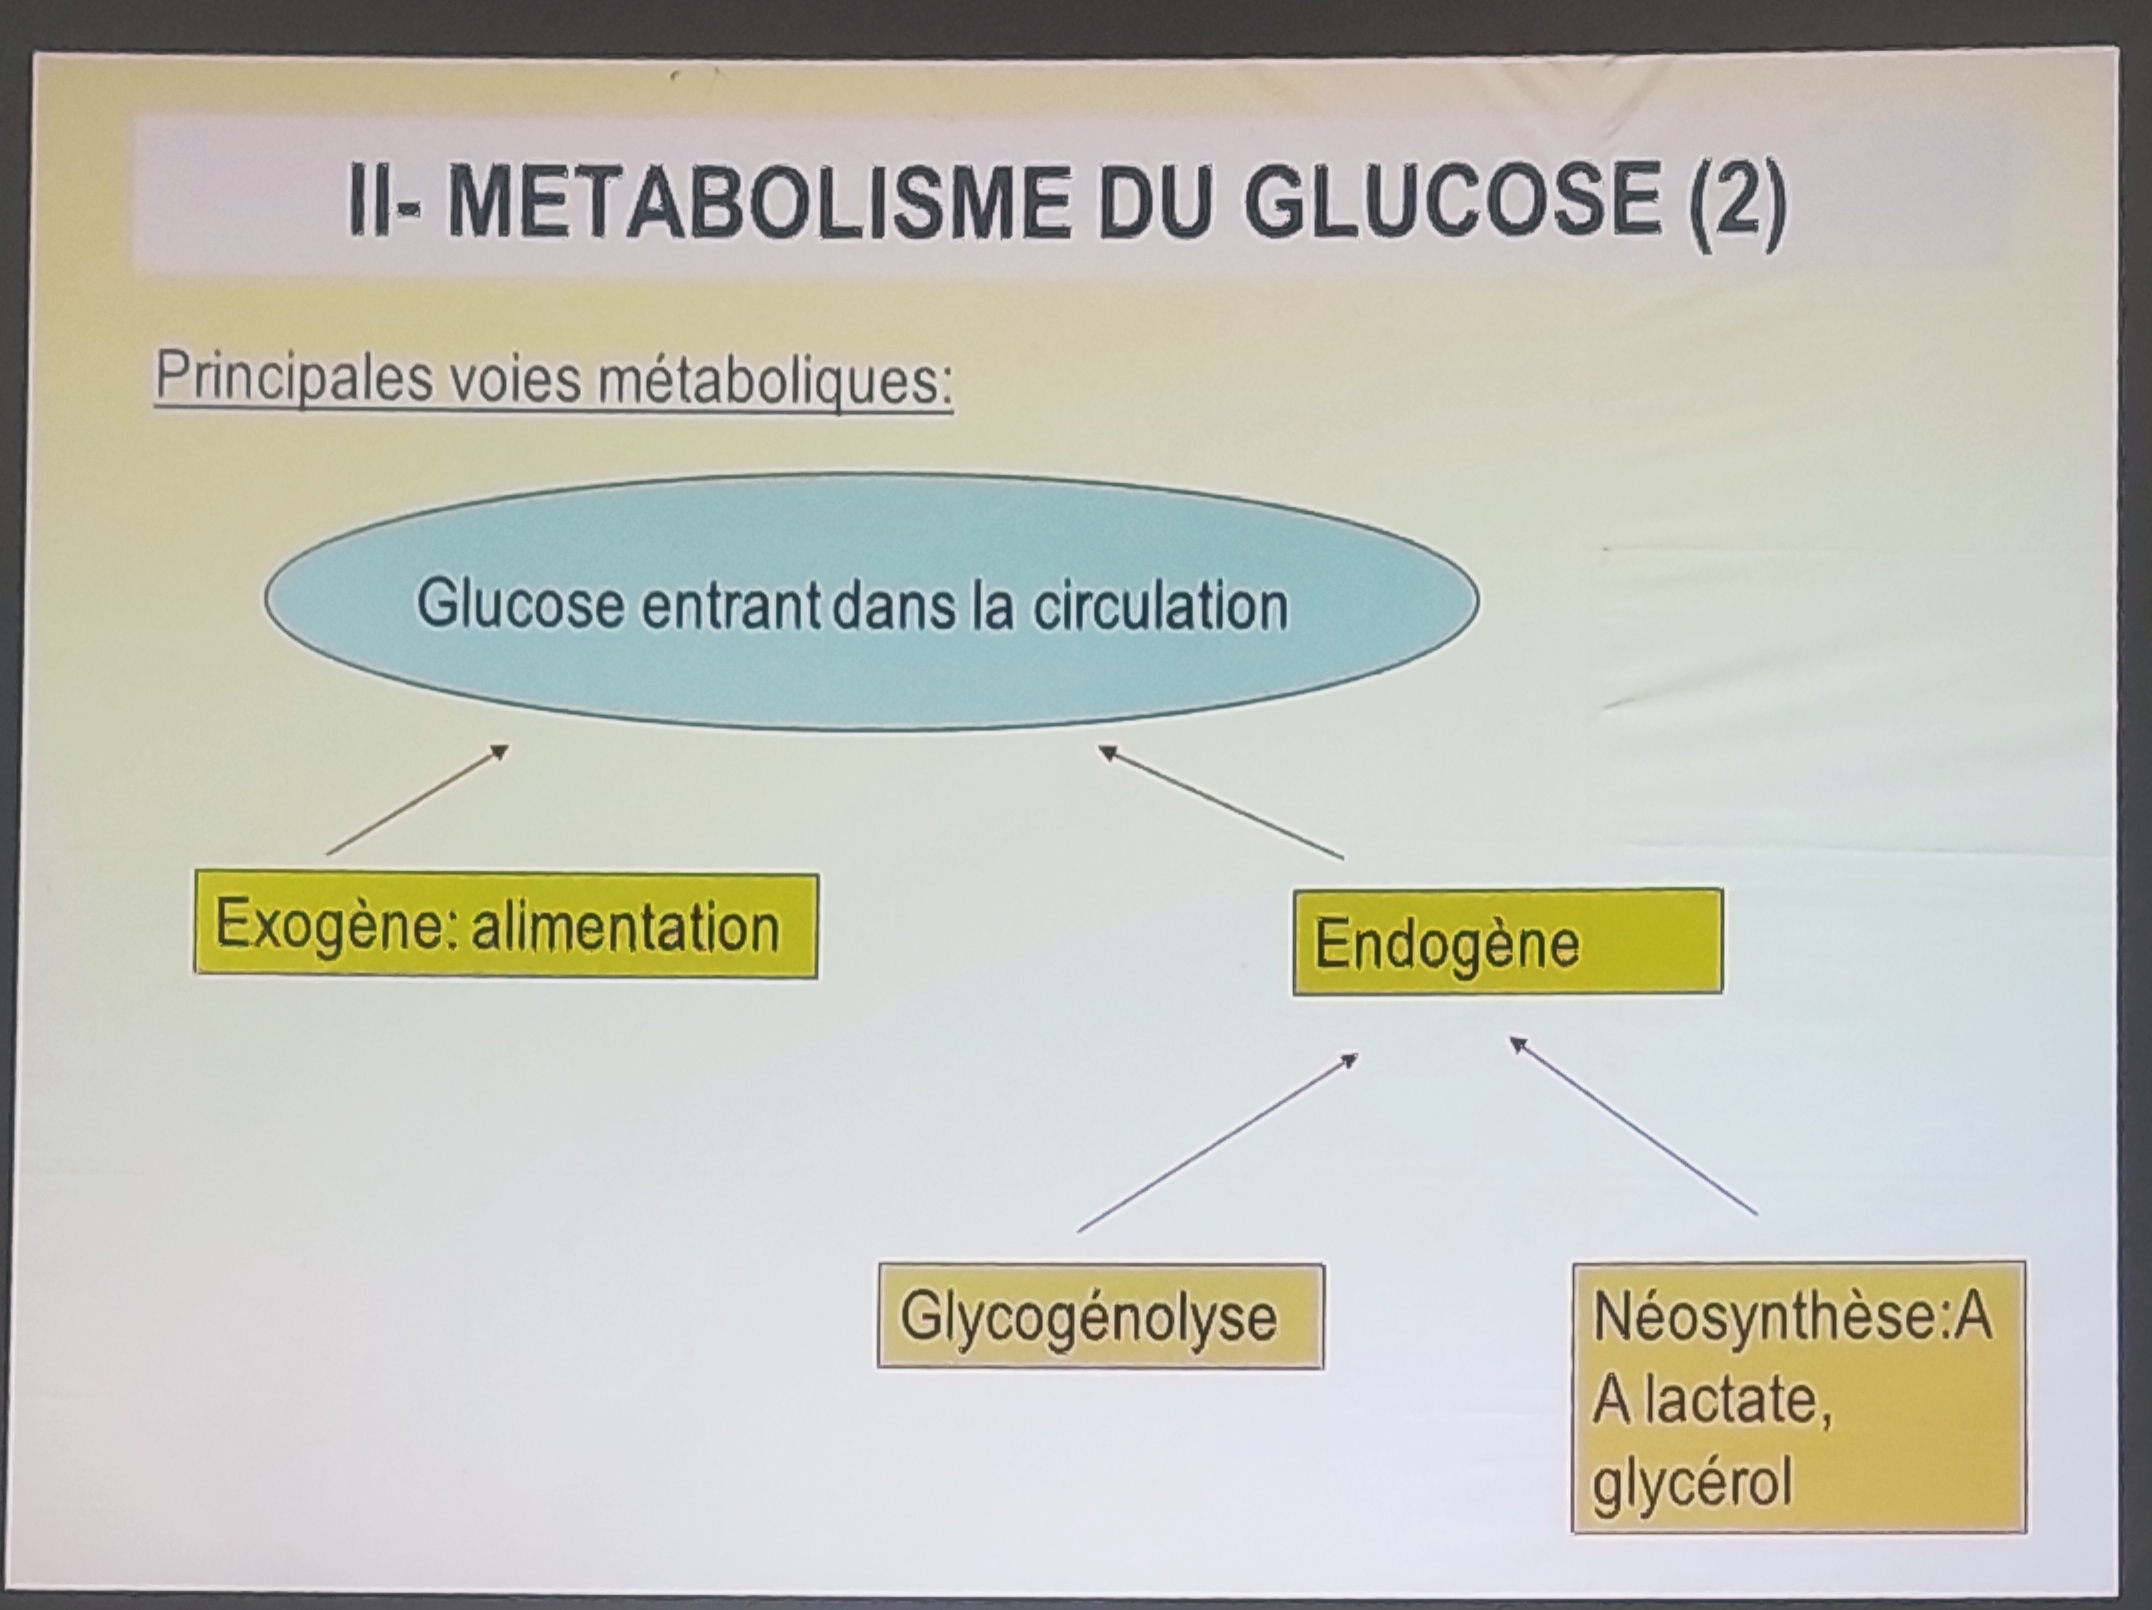 II- METABOLISME DU GLUCOSE (2)
Principales voies métaboliques:
Glucose entrant dans la circulation
Exogène: alimentation
Endogène
Glycogénolyse
Néosynthèse:A
A lactate,
glycérol